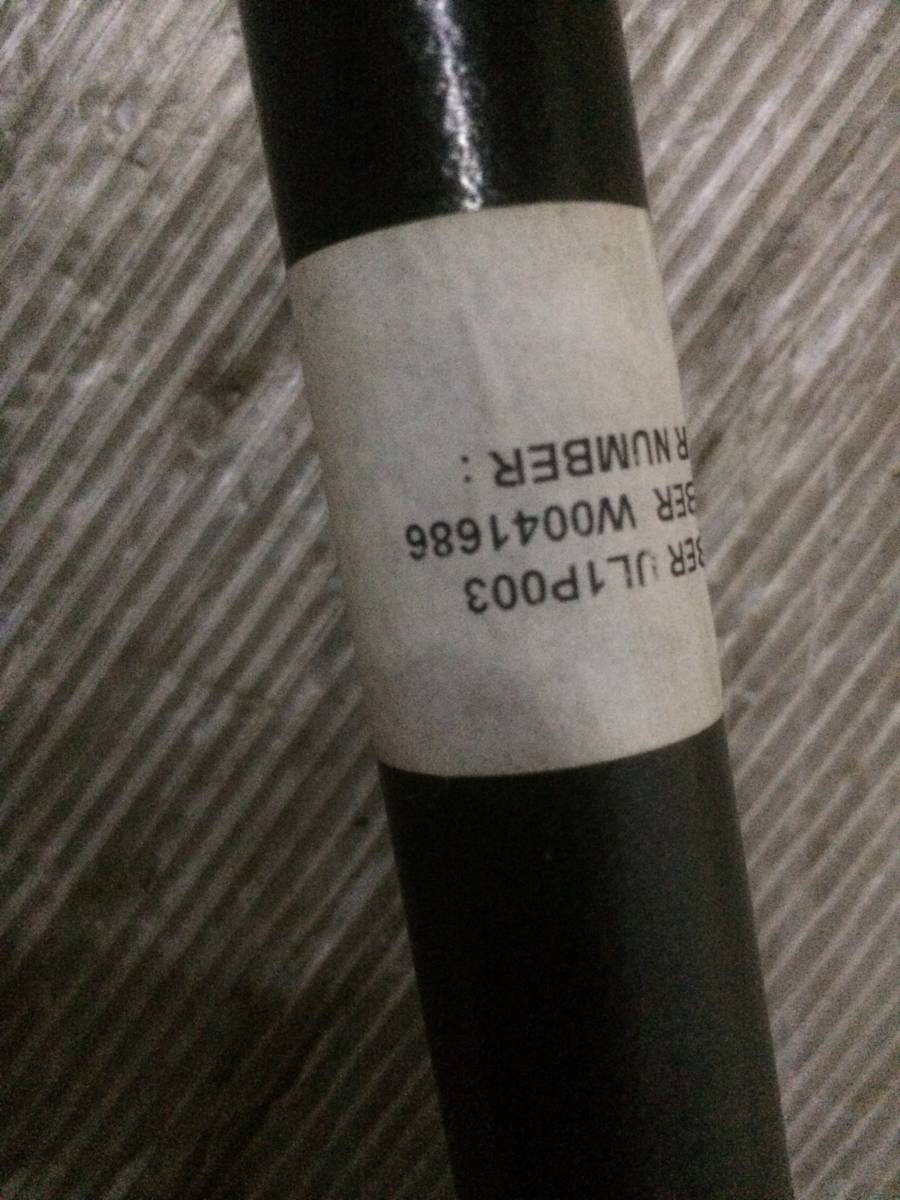 BER UL1P003
BER W0041686
R NUMBER :